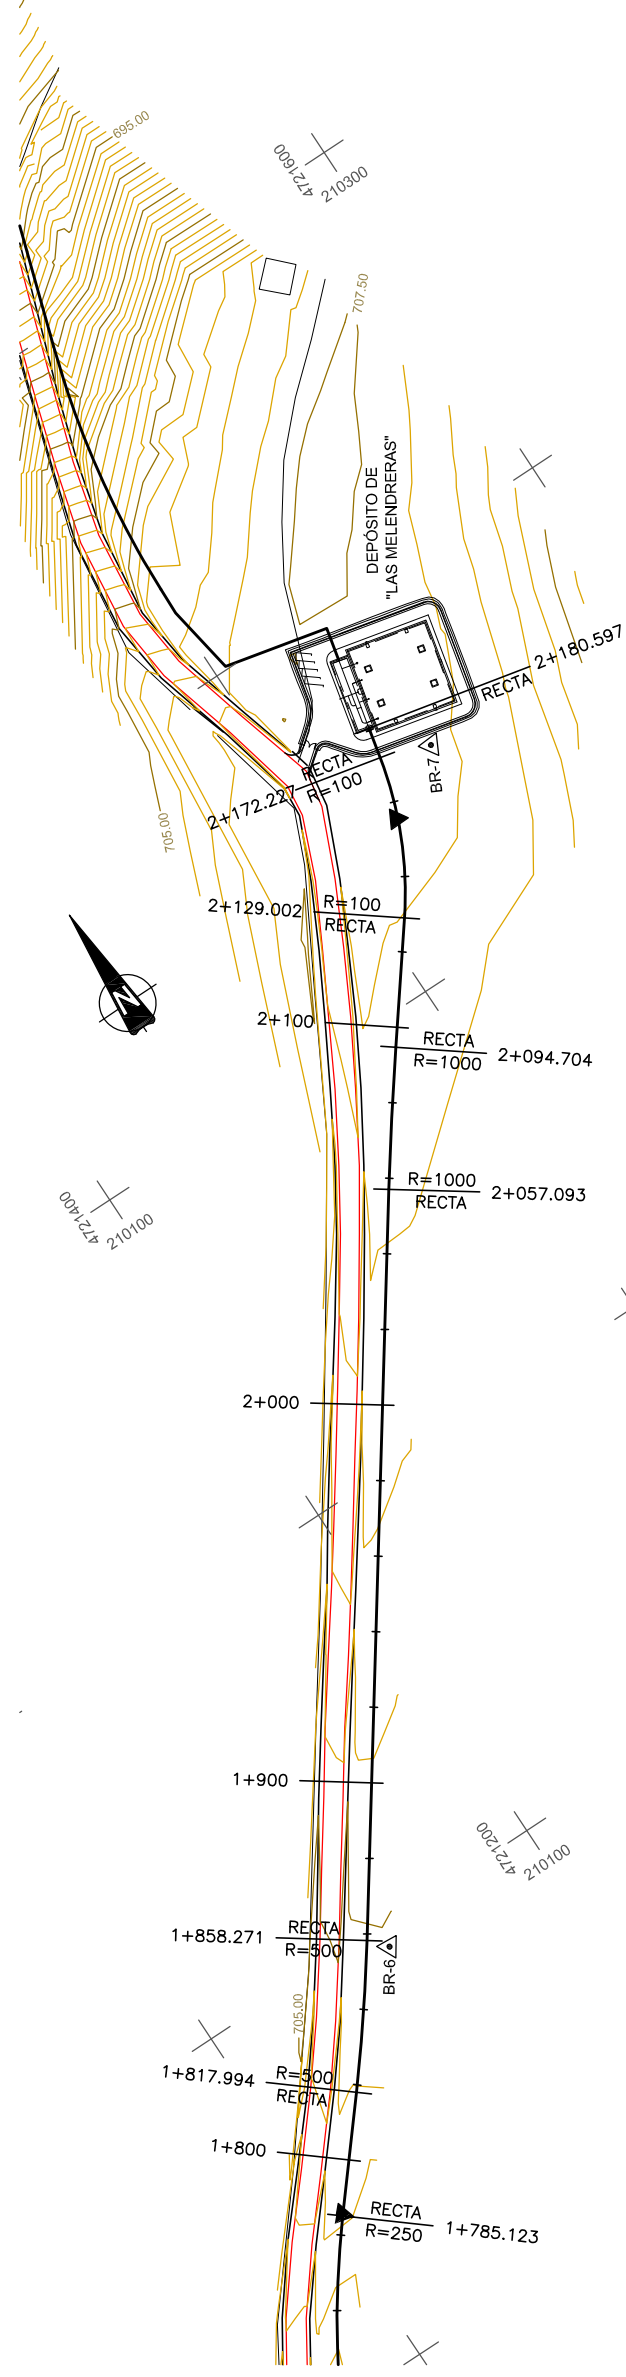 695.00
4721600
210300
707.50
DEPÓSITO DE
"LAS MELENDRERAS"
2+180.597
RECTA
BR-7
RECTA
2+172.227
R=100
705.00
R=100
2+129.002
RECTA
N
2+100
RECTA
R=1000
2+094.704
R=1000
2+057.093
RECTA
4721400
210100
2+000
1+900
4721200
210100
RECTA
1+858.271
R=500
BR-6
705.00
R=500
1+817.994
RECTA
1+800
RECTA
R=250
1+785.123